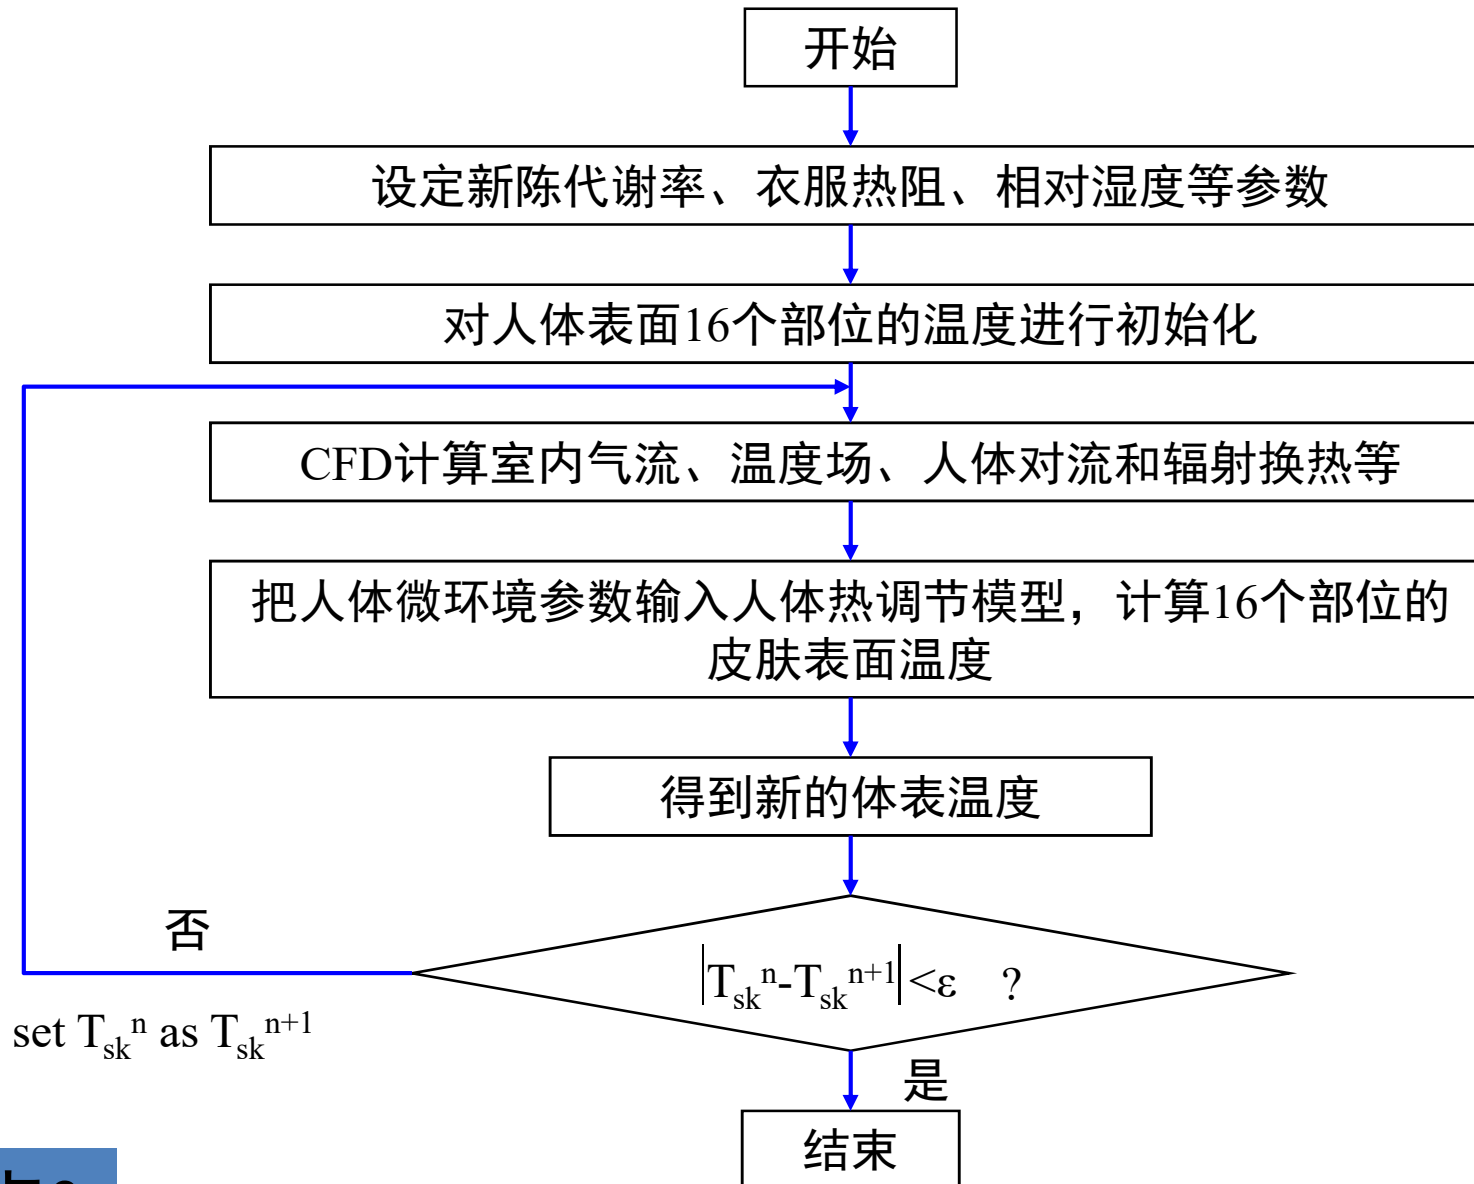 开始
设定新陈代谢率、衣服热阻、相对湿度等参数
对人体表面16个部位的温度进行初始化
CFD计算室内气流、温度场、人体对流和辐射换热等
把人体微环境参数输入人体热调节模型，计算16个部位的
皮肤表面温度
得到新的体表温度
否
|Tskⁿ-Tskⁿ⁺¹|<ε ?
set Tskⁿ as Tskⁿ⁺¹
是
结束